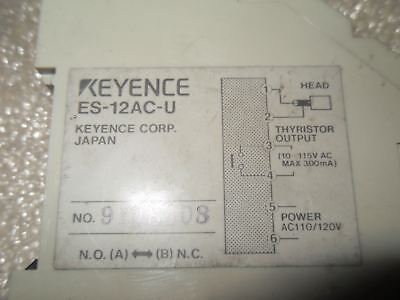 KEYENCE
ES-12AC-U
KEYENCE CORP.
JAPAN
NO.
N.O. (A) ⟷ (B) N.C.
1
HEAD
2
THYRISTOR
OUTPUT
3
(10-115V AC
MAX 300mA)
4
5
POWER
AC110/120V
6